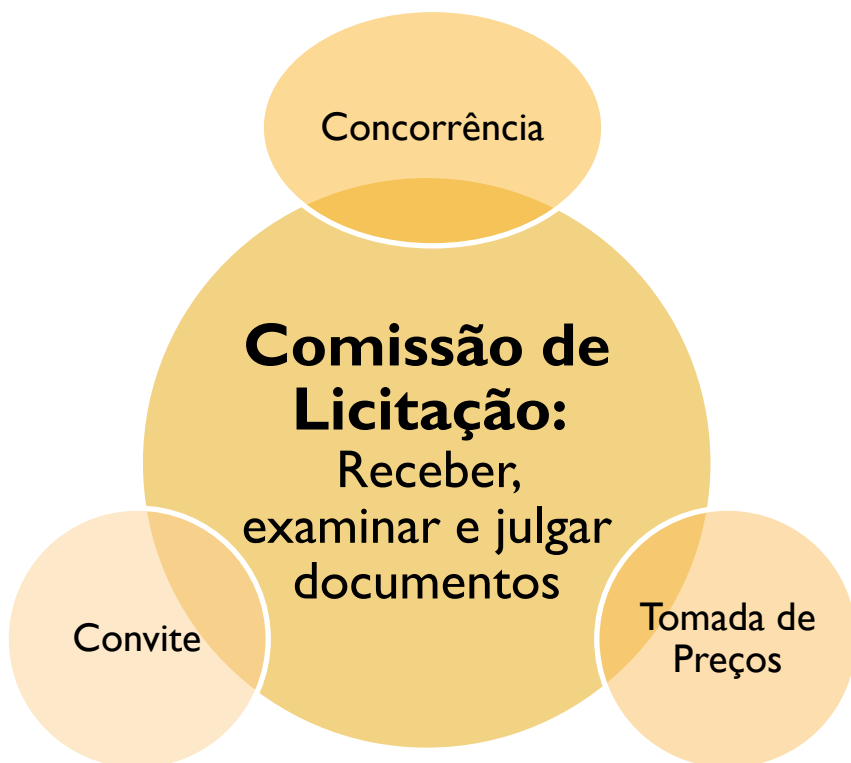 Concorrência
Comissão de
Licitação:
Receber,
examinar e julgar
documentos
Convite
Tomada de
Preços